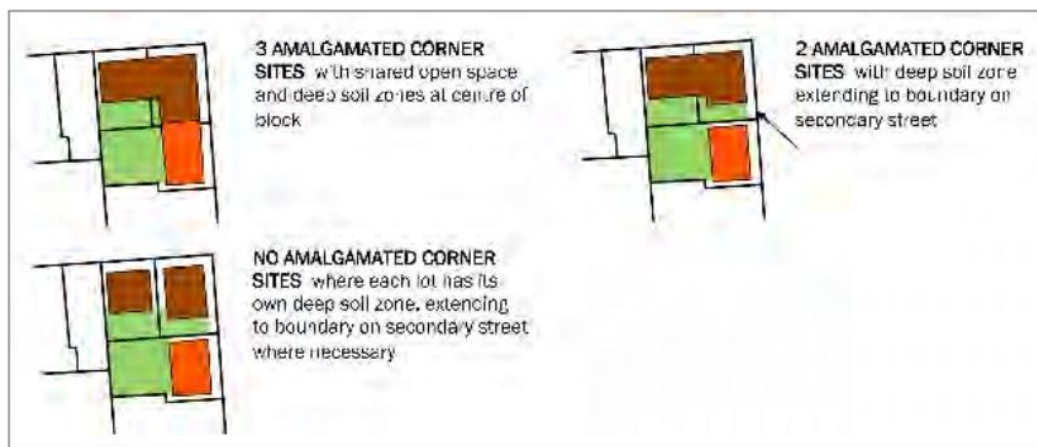 3 AMALGAMATED CORNER
SITES with shared open space
and deep soil zones at centre of
block
2 AMALGAMATED CORNER
SITES with deep soil zone
extending to boundary on
secondary street
NO AMALGAMATED CORNER
SITES where each lot has its
own deep soil zone, extending
to boundary on secondary street
where necessary